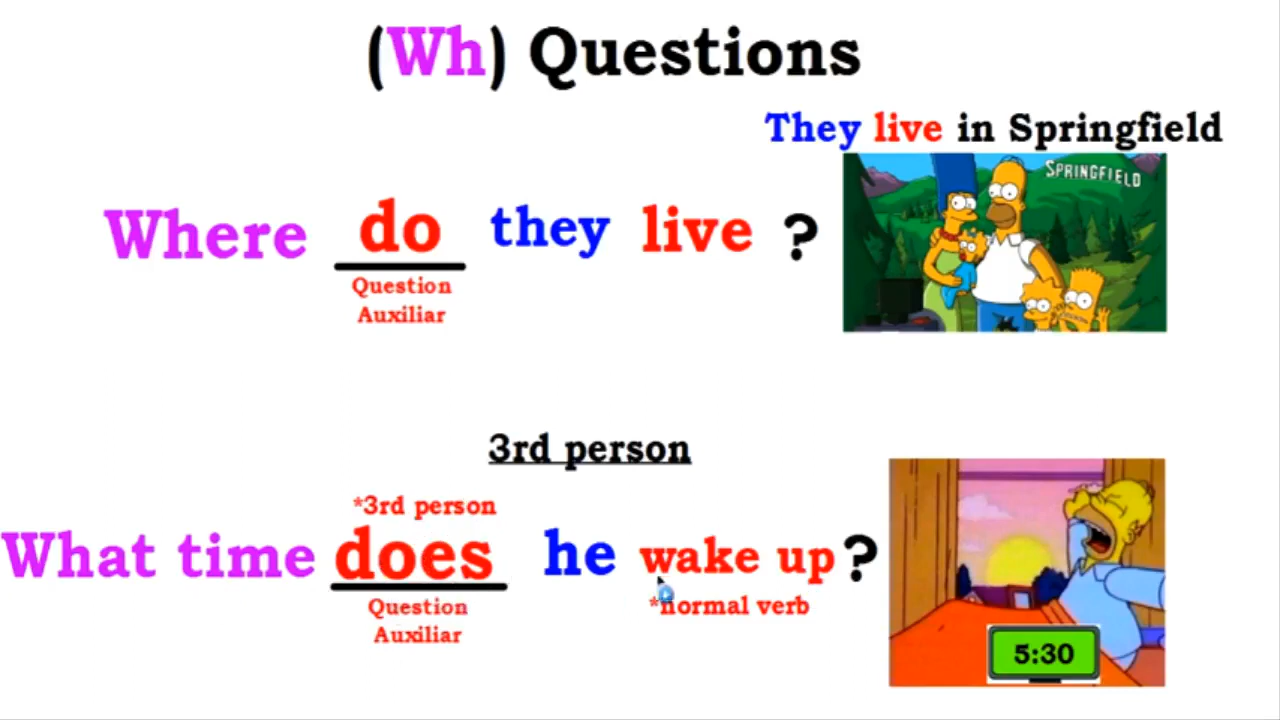 (Wh) Questions
They live in Springfield
SPRINGFIELD
Where do they live ?
Question
Auxiliar
3rd person
*3rd person
What time does he wake up ?
*normal verb
Question
Auxiliar
5:30